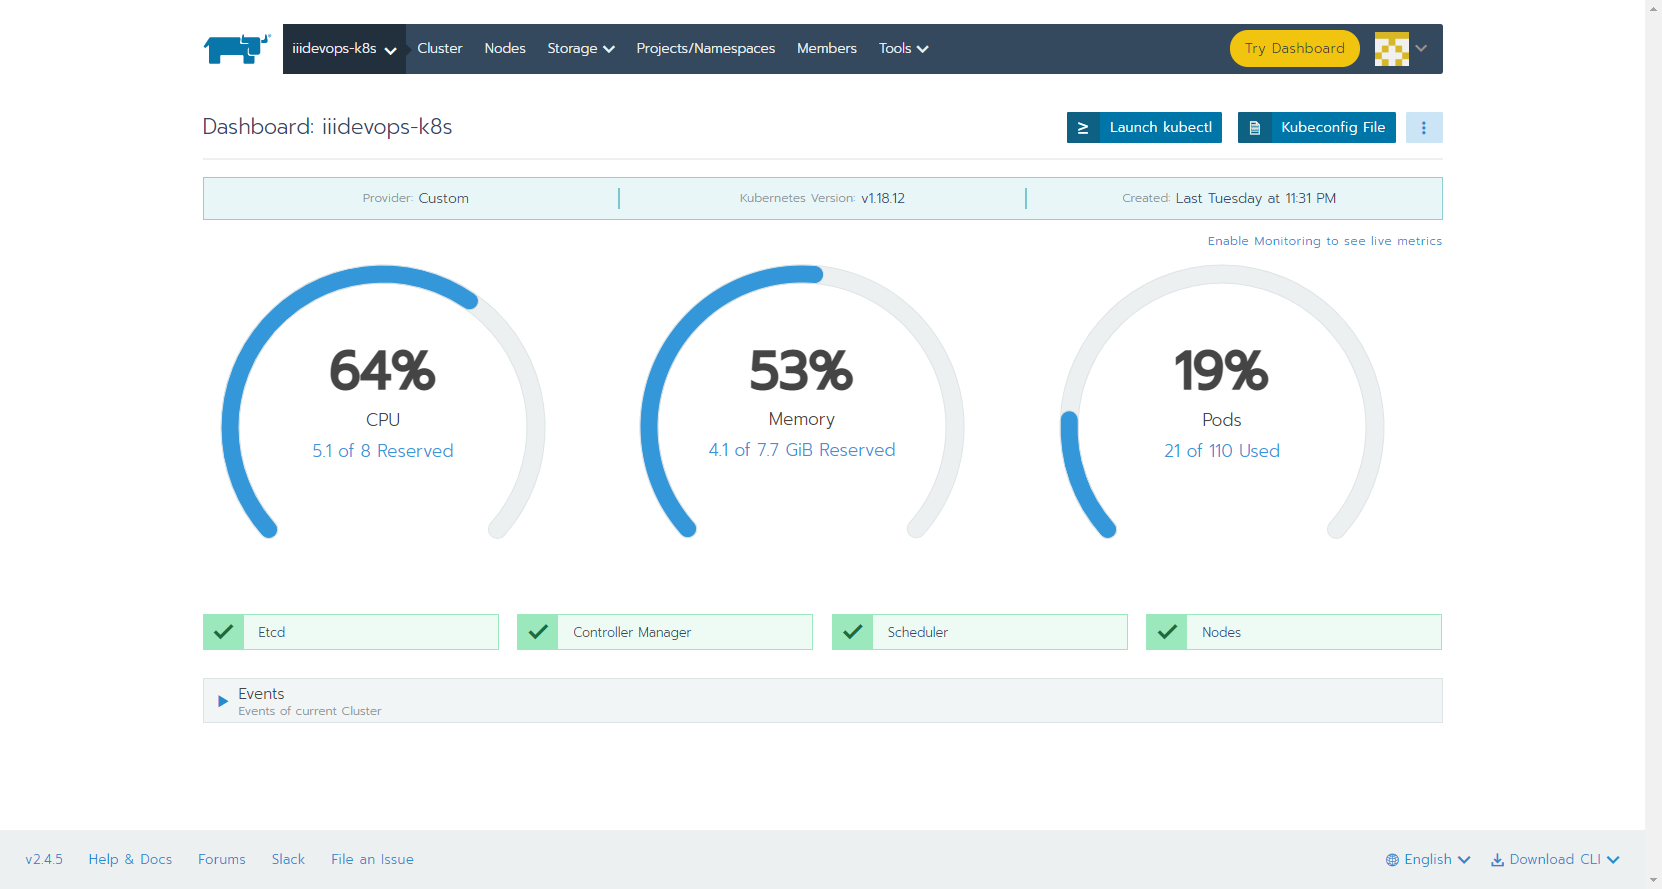 iiidevops-k8s Cluster Nodes Storage Projects/Namespaces Members Tools Try Dashboard
Dashboard: iiidevops-k8s
Launch kubectl Kubeconfig File
Provider: Custom Kubernetes Version: v1.18.12 Created: Last Tuesday at 11:31 PM
Enable Monitoring to see live metrics
64%
CPU
5.1 of 8 Reserved
53%
Memory
4.1 of 7.7 GiB Reserved
19%
Pods
21 of 110 Used
Etcd Controller Manager Scheduler Nodes
Events
Events of current Cluster
v2.4.5 Help & Docs Forums Slack File an Issue English Download CLI